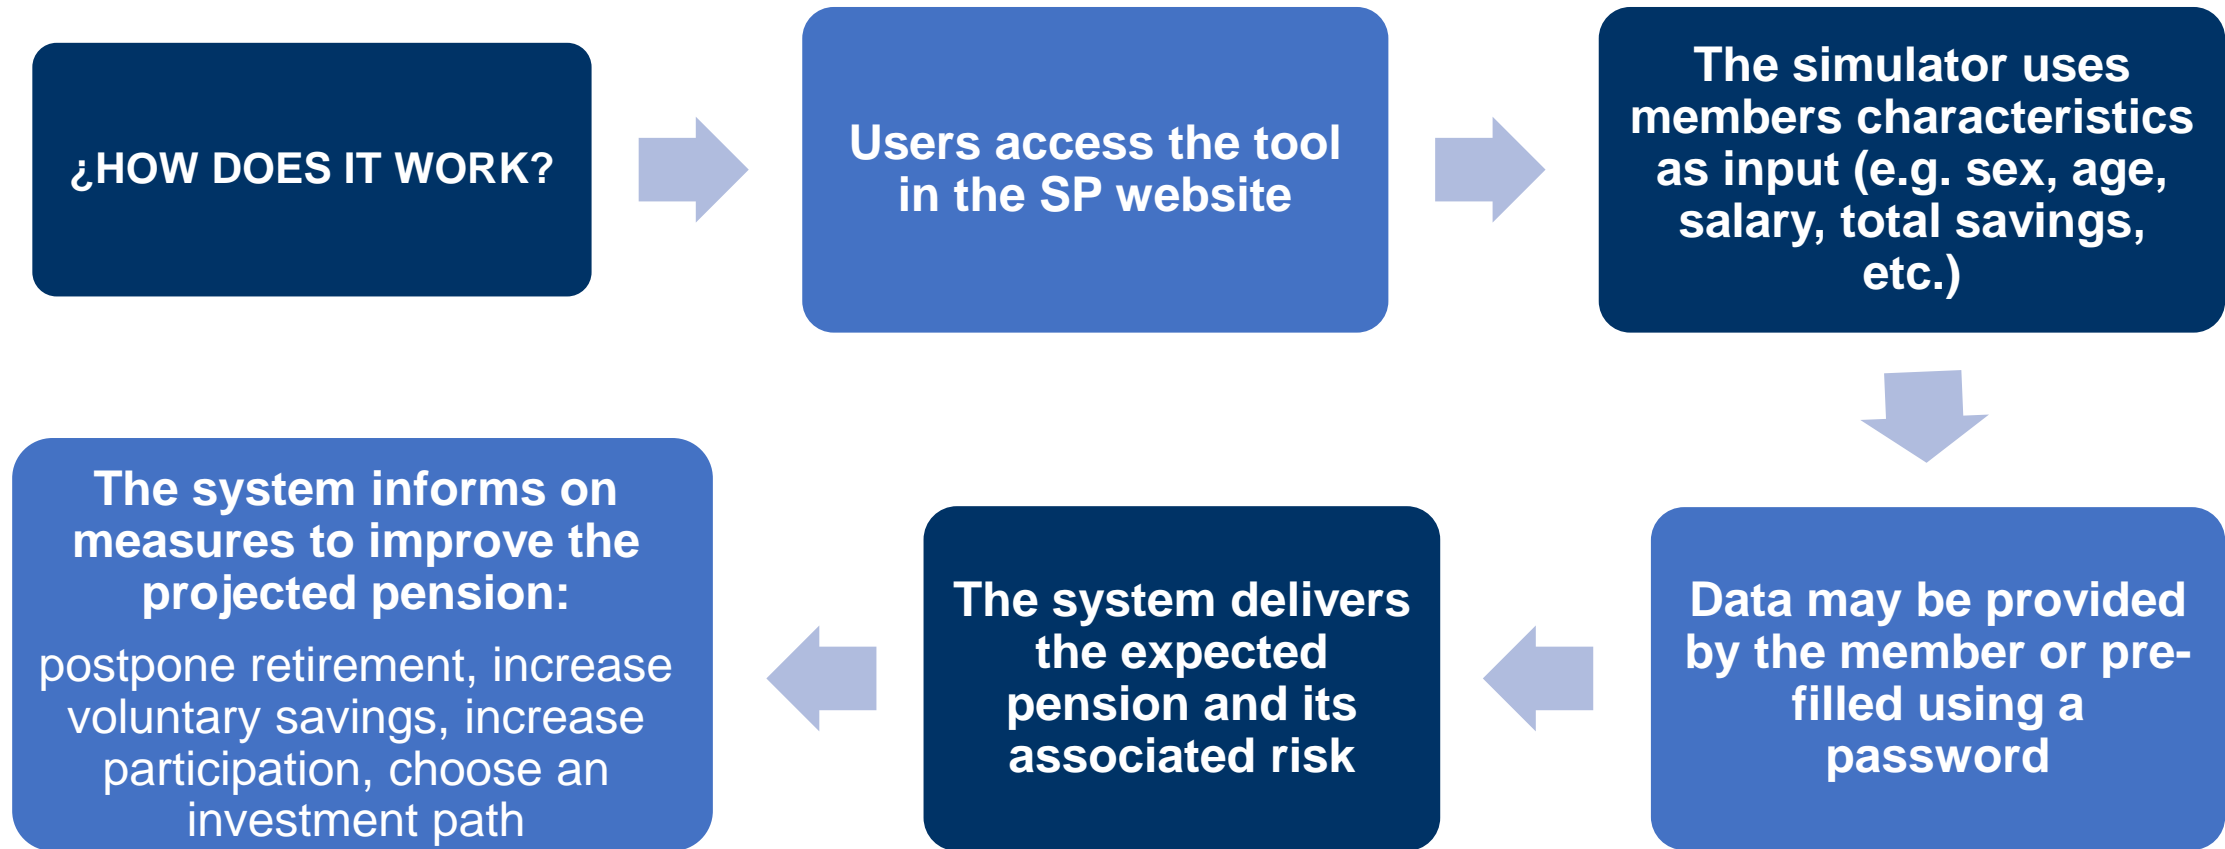 ¿HOW DOES IT WORK?
Users access the tool
in the SP website
The simulator uses
members characteristics
as input (e.g. sex, age,
salary, total savings,
etc.)
Data may be provided
by the member or pre-
filled using a
password
The system delivers
the expected
pension and its
associated risk
The system informs on
measures to improve the
projected pension:
postpone retirement, increase
voluntary savings, increase
participation, choose an
investment path